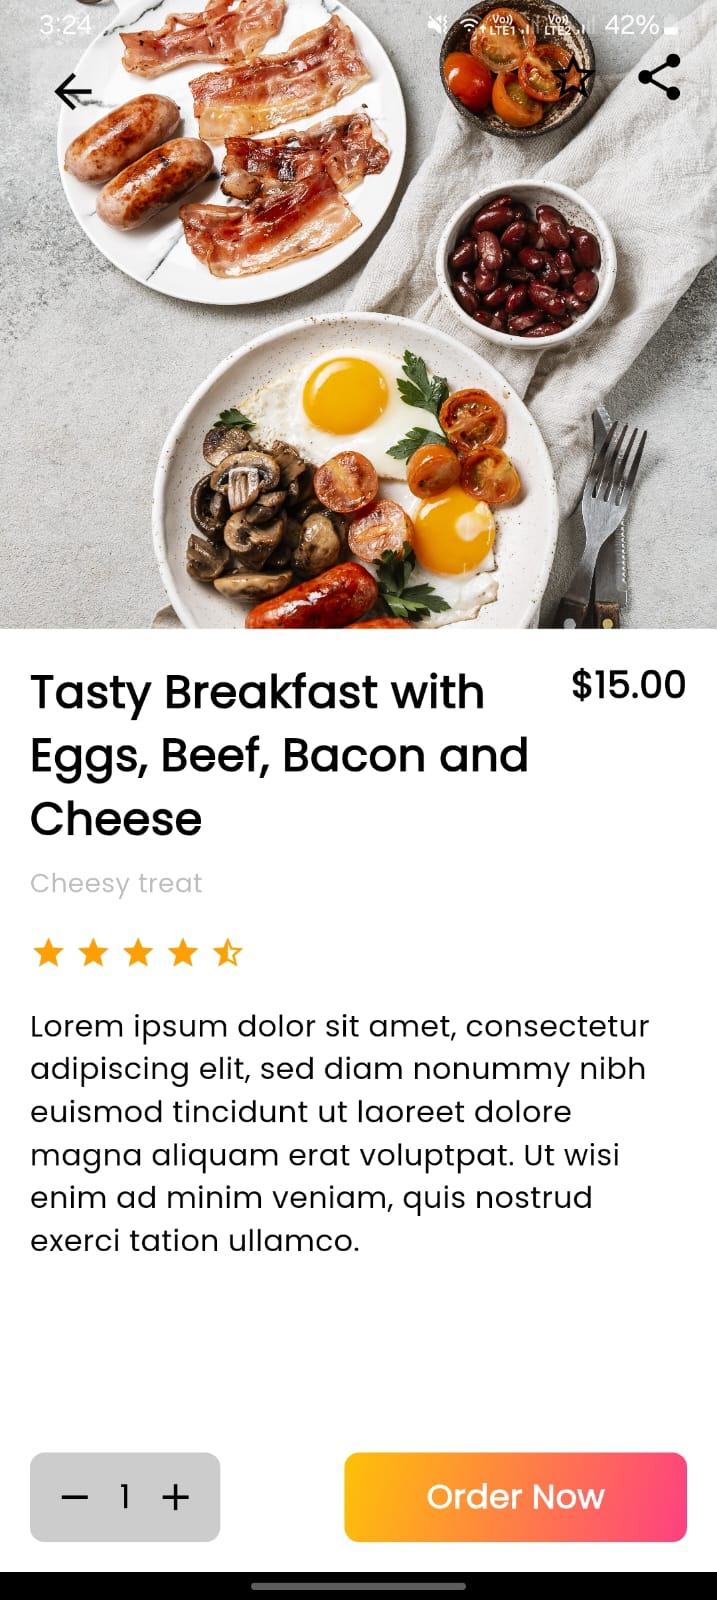 3:24 Vo)) LTE1 Vo)) LTE2 42%
Tasty Breakfast with
Eggs, Beef, Bacon and
Cheese
$15.00
Cheesy treat
Lorem ipsum dolor sit amet, consectetur
adipiscing elit, sed diam nonummy nibh
euismod tincidunt ut laoreet dolore
magna aliquam erat voluptpat. Ut wisi
enim ad minim veniam, quis nostrud
exerci tation ullamco.
− 1 +
Order Now